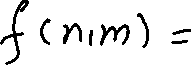 f(n,m) =